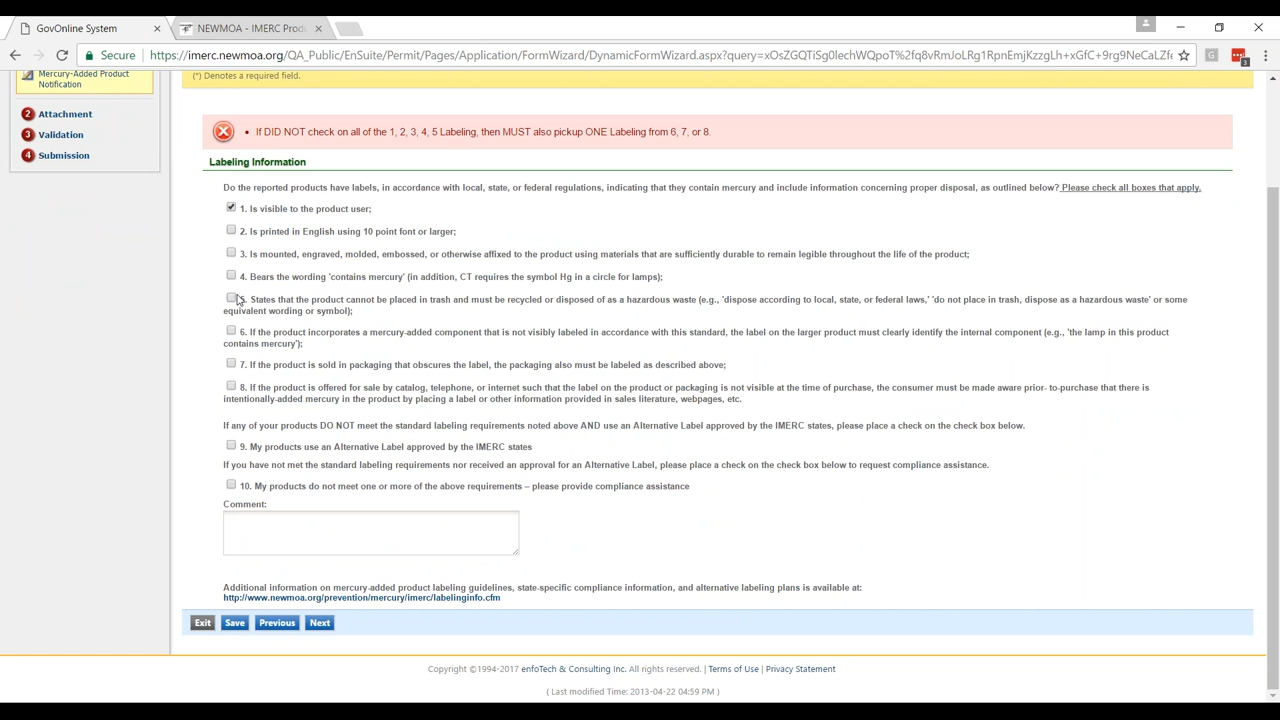 GovOnline System
NEWMOA - IMERC Prod
Secure
https://imerc.newmoa.org/QA_Public/EnSuite/Permit/Pages/Application/FormWizard/DynamicFormWizard.aspx?query=xOsZGQTiSg0lechWQpoT%2fq8vRmJoLRg1RpnEmjKzzgLh+xGfC+9rg9NeCaLZfe
3
Mercury-Added Product
Notification
2 Attachment
3 Validation
4 Submission
(*) Denotes a required field.
• If DID NOT check on all of the 1, 2, 3, 4, 5 Labeling, then MUST also pickup ONE Labeling from 6, 7, or 8.
Labeling Information
Do the reported products have labels, in accordance with local, state, or federal regulations, indicating that they contain mercury and include information concerning proper disposal, as outlined below? Please check all boxes that apply.
1. Is visible to the product user;
2. Is printed in English using 10 point font or larger;
3. Is mounted, engraved, molded, embossed, or otherwise affixed to the product using materials that are sufficiently durable to remain legible throughout the life of the product;
4. Bears the wording 'contains mercury' (in addition, CT requires the symbol Hg in a circle for lamps);
5. States that the product cannot be placed in trash and must be recycled or disposed of as a hazardous waste (e.g., 'dispose according to local, state, or federal laws,' 'do not place in trash, dispose as a hazardous waste' or some
equivalent wording or symbol);
6. If the product incorporates a mercury-added component that is not visibly labeled in accordance with this standard, the label on the larger product must clearly identify the internal component (e.g., 'the lamp in this product
contains mercury');
7. If the product is sold in packaging that obscures the label, the packaging also must be labeled as described above;
8. If the product is offered for sale by catalog, telephone, or internet such that the label on the product or packaging is not visible at the time of purchase, the consumer must be made aware prior- to-purchase that there is
intentionally-added mercury in the product by placing a label or other information provided in sales literature, webpages, etc.
If any of your products DO NOT meet the standard labeling requirements noted above AND use an Alternative Label approved by the IMERC states, please place a check on the check box below.
9. My products use an Alternative Label approved by the IMERC states
If you have not met the standard labeling requirements nor received an approval for an Alternative Label, please place a check on the check box below to request compliance assistance.
10. My products do not meet one or more of the above requirements – please provide compliance assistance
Comment:
Additional information on mercury-added product labeling guidelines, state-specific compliance information, and alternative labeling plans is available at:
http://www.newmoa.org/prevention/mercury/imerc/labelinginfo.cfm
Exit Save Previous Next
Copyright ©1994-2017 enfoTech & Consulting Inc. All rights reserved. | Terms of Use | Privacy Statement
( Last modified Time: 2013-04-22 04:59 PM )